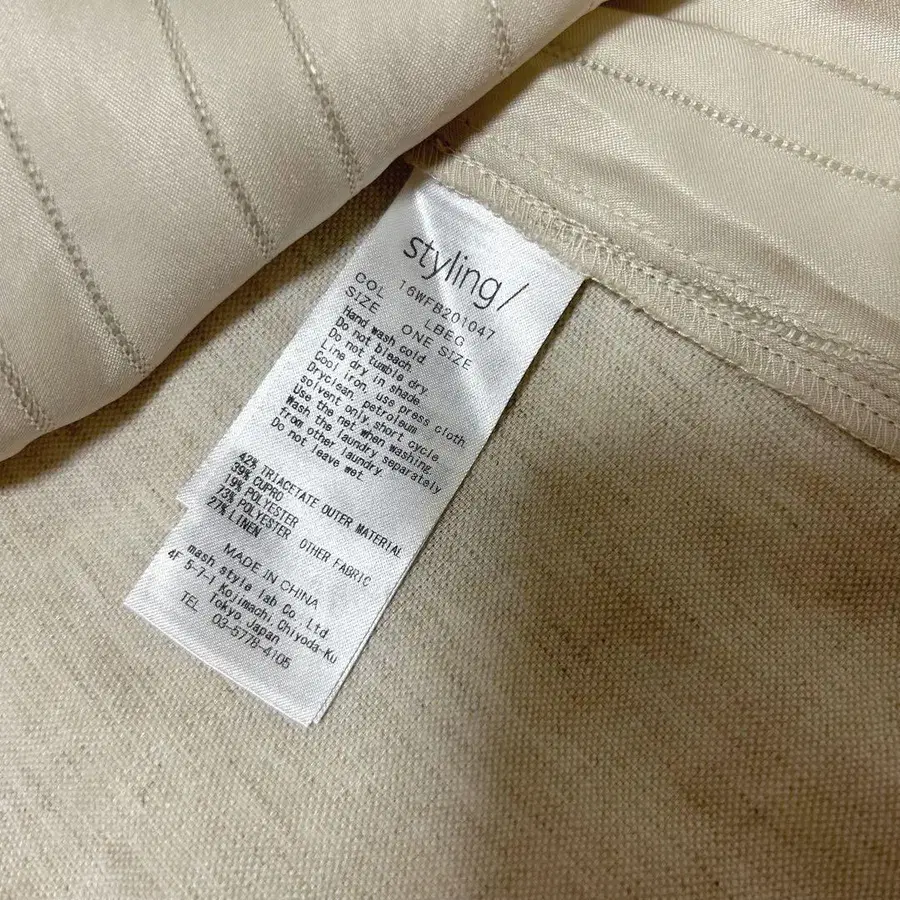 styling/
16WFB201047
COL LBEG
SIZE ONE SIZE
Hand wash cold.
Do not bleach.
Do not tumble dry.
Line dry in shade.
Cool iron, use press cloth
Dryclean, petroleum
solvent only, short cycle
Use the net when washing.
Wash the laundry separately
from other laundry.
Do not leave wet.
42% TRIACETATE OUTER MATERIAL
39% CUPRO
19% POLYESTER
73% POLYESTER OTHER FABRIC
27% LINEN
MADE IN CHINA
mash style lab Co., Ltd.
4F 5-7-1 Kojimachi, Chiyoda-Ku
Tokyo Japan
TEL 03-5778-4105